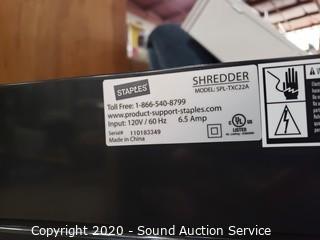 STAPLES
SHREDDER
MODEL: SPL-TXC22A
Toll Free: 1-866-540-8799
www.product-support-staples.com
Input: 120V / 60 Hz 6.5 Amp
Serial# 110183349
Made in China
UL
LISTED
Copyright ©2020 - Sound Auction Service